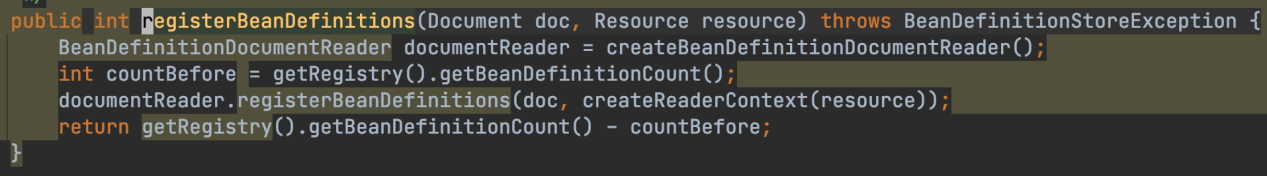 */
public int registerBeanDefinitions(Document doc, Resource resource) throws BeanDefinitionStoreException {
    BeanDefinitionDocumentReader documentReader = createBeanDefinitionDocumentReader();
    int countBefore = getRegistry().getBeanDefinitionCount();
    documentReader.registerBeanDefinitions(doc, createReaderContext(resource));
    return getRegistry().getBeanDefinitionCount() - countBefore;
}